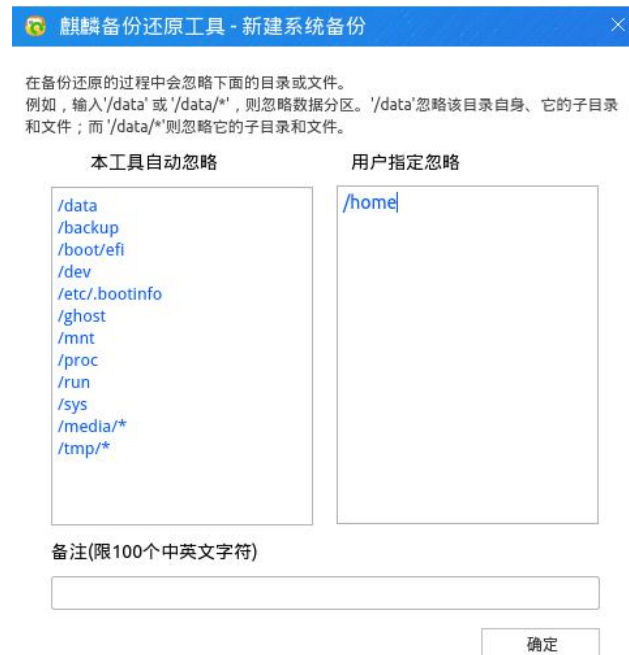 麒麟备份还原工具 - 新建系统备份
在备份还原的过程中会忽略下面的目录或文件。
例如，输入'/data' 或 '/data/*'，则忽略数据分区。'/data'忽略该目录自身、它的子目录
和文件；而 '/data/*'则忽略它的子目录和文件。
本工具自动忽略
/data
/backup
/boot/efi
/dev
/etc/.bootinfo
/ghost
/mnt
/proc
/run
/sys
/media/*
/tmp/*
用户指定忽略
/home
备注(限100个中英文字符)
确定